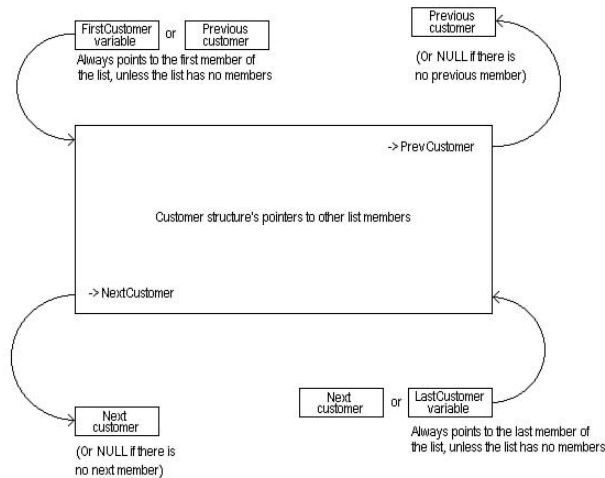 FirstCustomer
variable
or
Previous
customer
Always points to the first member of
the list, unless the list has no members
Previous
customer
(Or NULL if there is
no previous member)
-> PrevCustomer
Customer structure's pointers to other list members
-> NextCustomer
Next
customer
(Or NULL if there is
no next member)
Next
customer
or
LastCustomer
variable
Always points to the last member of
the list, unless the list has no members